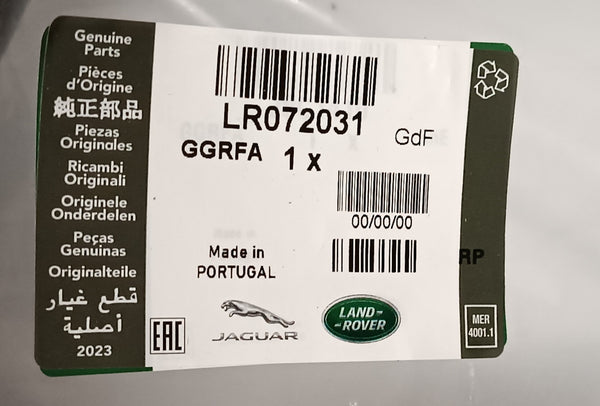 Genuine
Parts
Pièces
d'Origine
純正部品
Piezas
Originales
Ricambi
Originali
Originele
Onderdelen
Peças
Genuinas
Originalteile
قطع غيار
أصلية
2023
LR072031
GdF
GGRFA 1 X
00/00/00
Made in
PORTUGAL
RP
EAC
JAGUAR
LAND-
-ROVER
MER
4001.1